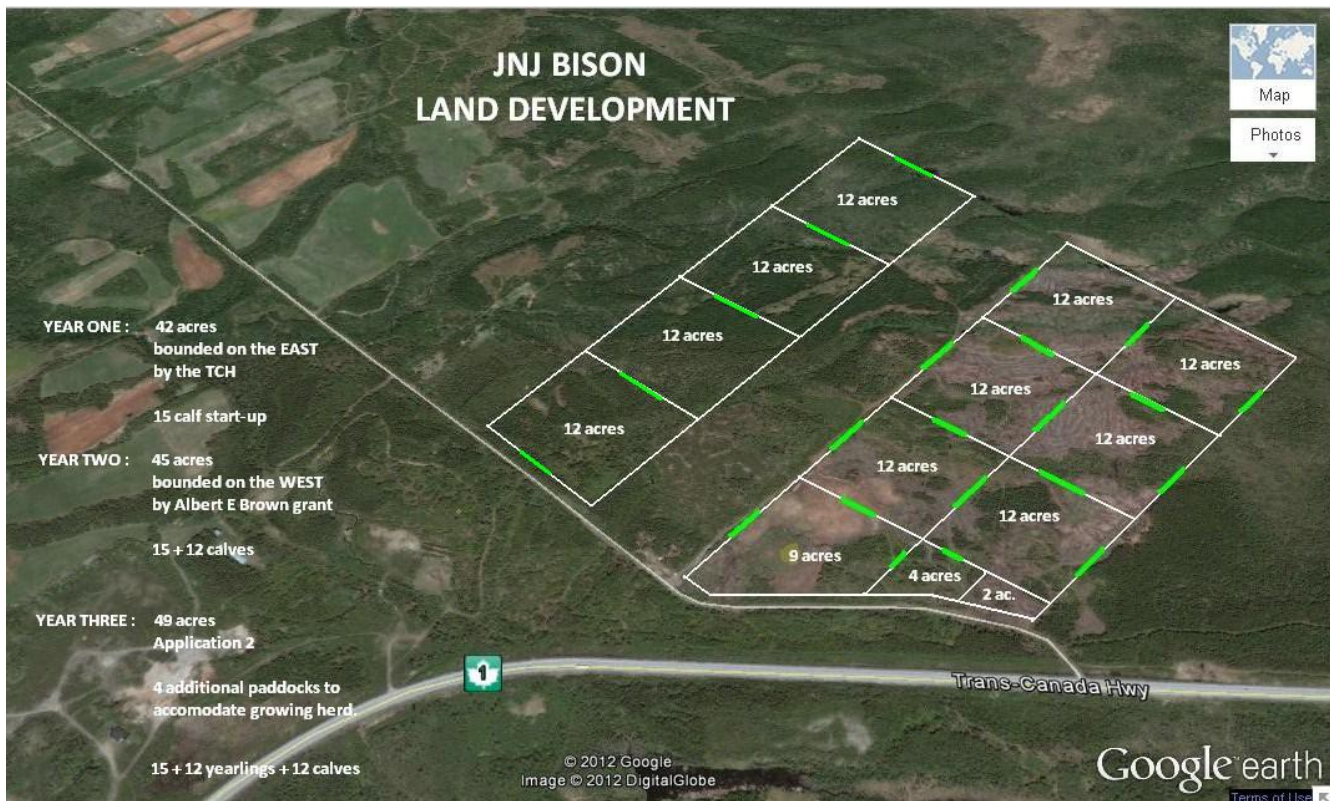 JNJ BISON
LAND DEVELOPMENT
Map
Photos
12 acres
12 acres
12 acres
12 acres
12 acres
12 acres
12 acres
12 acres
12 acres
12 acres
9 acres
4 acres
2 ac.
YEAR ONE : 42 acres
bounded on the EAST
by the TCH
15 calf start-up
YEAR TWO : 45 acres
bounded on the WEST
by Albert E Brown grant
15 + 12 calves
YEAR THREE : 49 acres
Application 2
4 additional paddocks to
accomodate growing herd.
15 + 12 yearlings + 12 calves
1
Trans-Canada Hwy
© 2012 Google
Image © 2012 DigitalGlobe
Google earth
Terms of Use